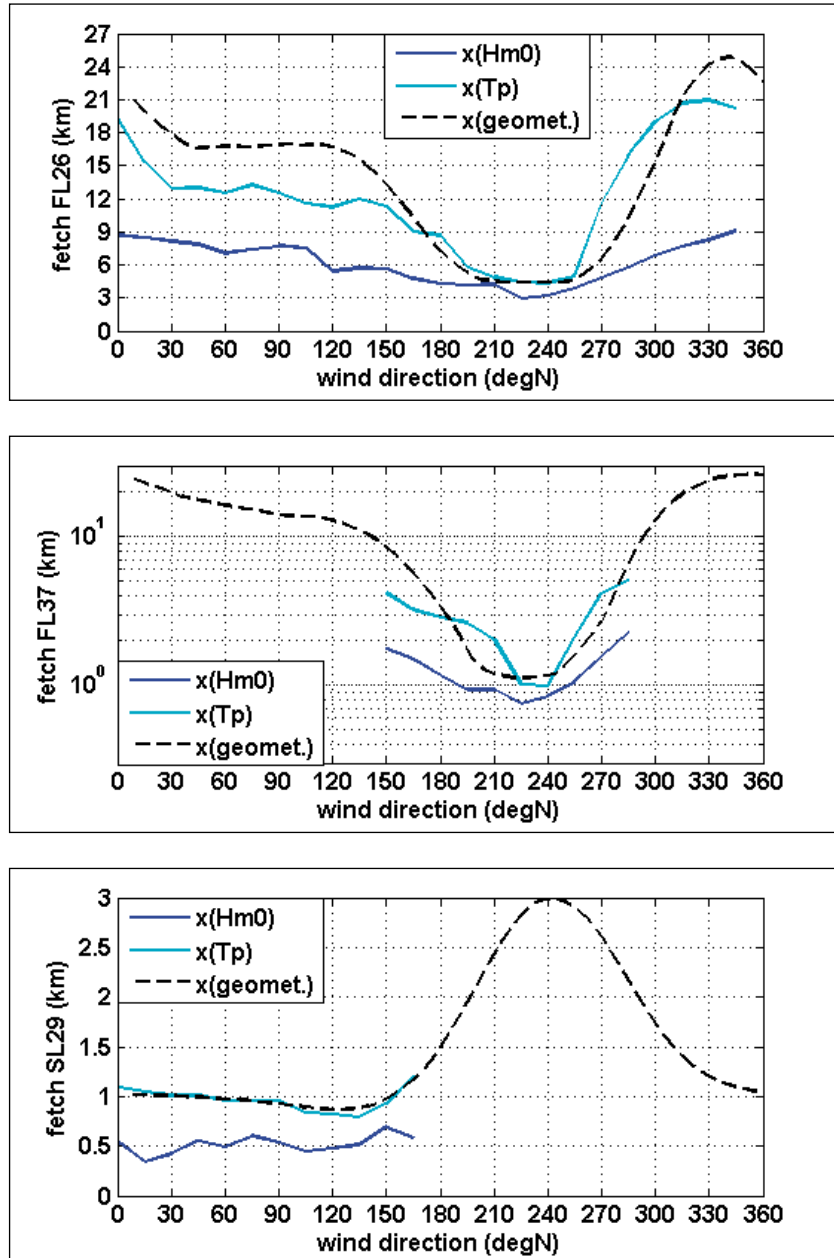 27
24
21
18
15
12
9
6
3
0
fetch FL26 (km)
x(Hm0)
x(Tp)
x(geomet.)
0 30 60 90 120 150 180 210 240 270 300 330 360
wind direction (degN)
10^1
10^0
fetch FL37 (km)
x(Hm0)
x(Tp)
x(geomet.)
0 30 60 90 120 150 180 210 240 270 300 330 360
wind direction (degN)
3
2.5
2
1.5
1
0.5
0
fetch SL29 (km)
x(Hm0)
x(Tp)
x(geomet.)
0 30 60 90 120 150 180 210 240 270 300 330 360
wind direction (degN)